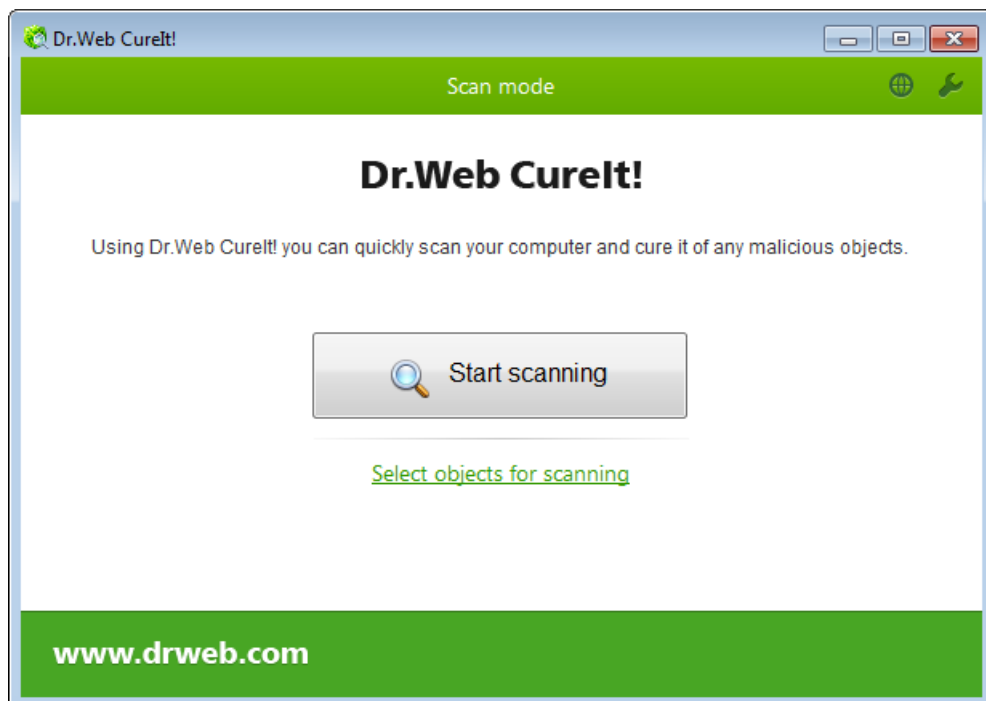 Dr.Web CureIt!
Scan mode
Dr.Web CureIt!
Using Dr.Web CureIt! you can quickly scan your computer and cure it of any malicious objects.
Start scanning
Select objects for scanning
www.drweb.com